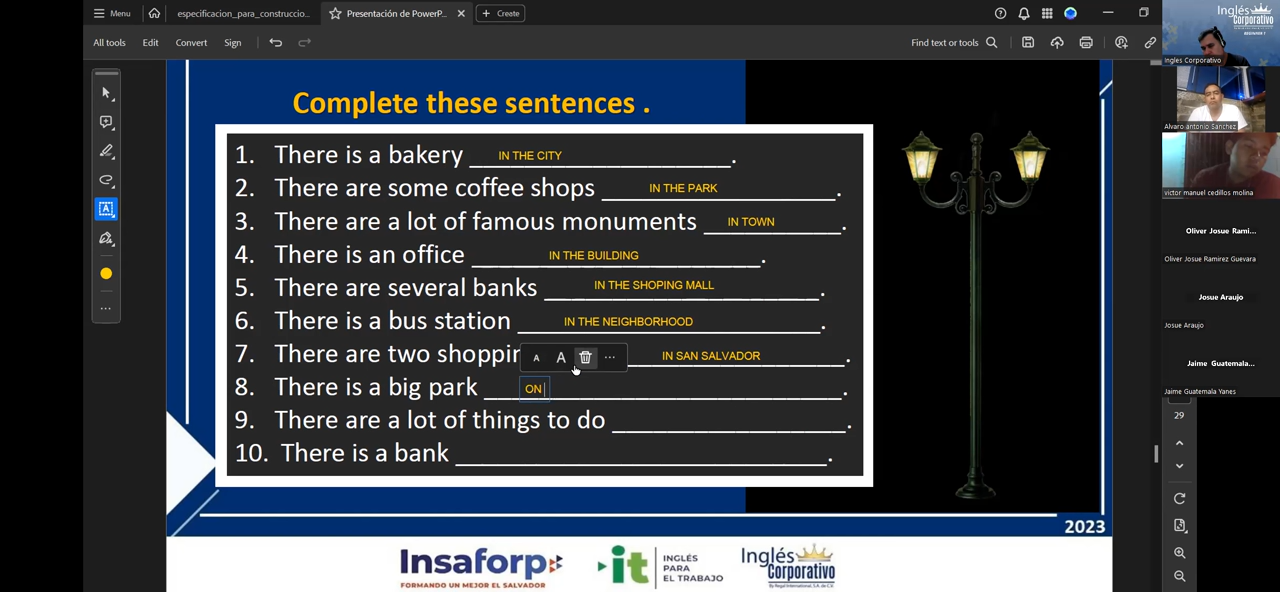 Menu
especificacion_para_construccio...
Presentación de PowerP...
Create
All tools
Edit
Convert
Sign
Find text or tools
Complete these sentences .
1. There is a bakery IN THE CITY.
2. There are some coffee shops IN THE PARK.
3. There are a lot of famous monuments IN TOWN.
4. There is an office IN THE BUILDING.
5. There are several banks IN THE SHOPING MALL.
6. There is a bus station IN THE NEIGHBORHOOD.
7. There are two shoppin IN SAN SALVADOR.
A A ...
8. There is a big park ON.
9. There are a lot of things to do.
10. There is a bank.
2023
Insaforp
FORMANDO UN MEJOR EL SALVADOR
it INGLÉS PARA EL TRABAJO
Inglés
Corporativo
Inglés
Corporativo
BEGINNER 7
Ingles Corporativo
Alvaro antonio Sanchez
victor manuel cedillos molina
Oliver Josue Rami...
Oliver Josue Ramirez Guevara
Josue Araujo
Josue Araujo
Jaime Guatemala...
Jaime Guatemala Yanes
29